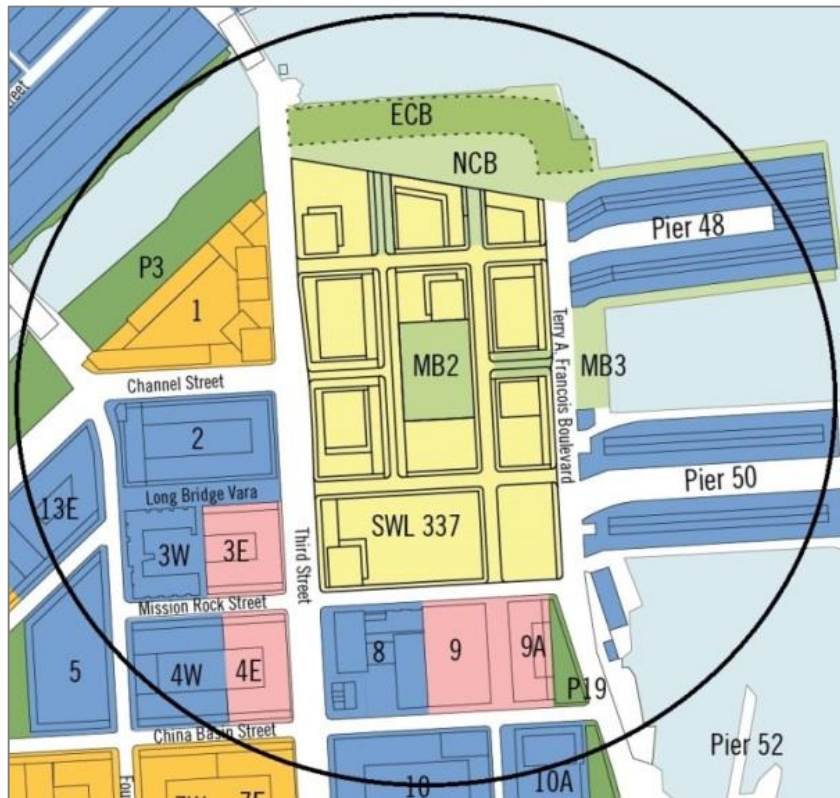 ECB
NCB
Pier 48
P3
1
MB2
MB3
Terry A. Francois Boulevard
Channel Street
2
Long Bridge Vara
13E
3W
3E
Third Street
SWL 337
Pier 50
Mission Rock Street
5
4W
4E
8
9
9A
P19
China Basin Street
Pier 52
10
10A